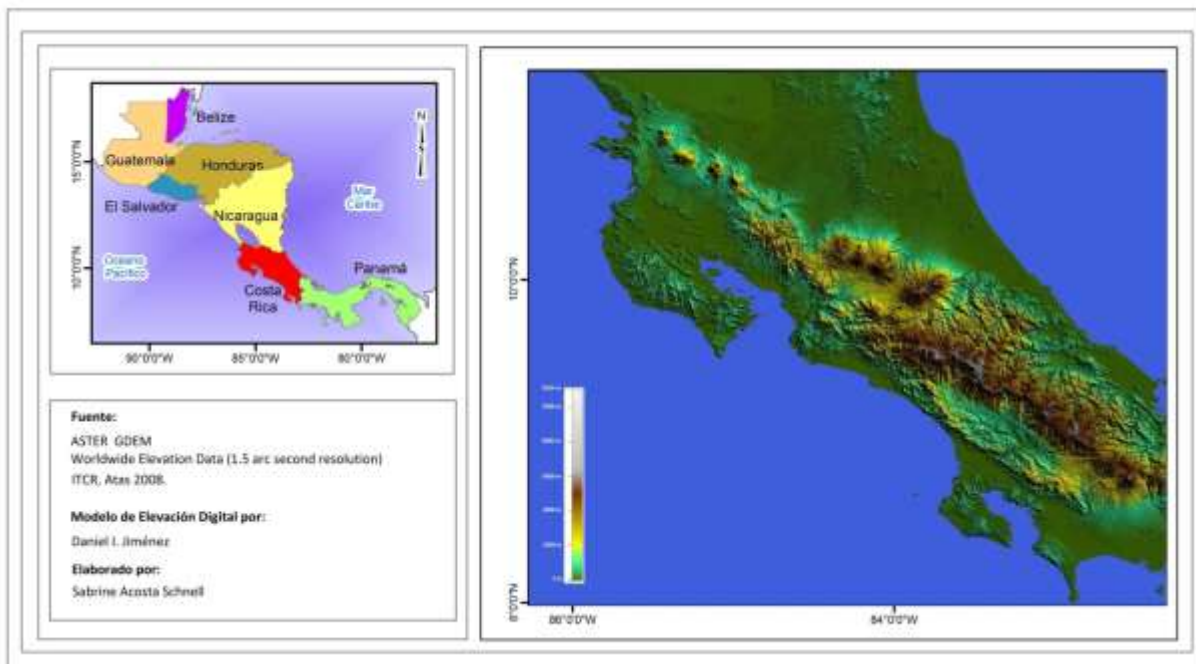 Belize
N
Guatemala
Honduras
El Salvador
Nicaragua
Mar
Caribe
Oceano
Pacífico
Costa
Rica
Panamá
15°0'0"N
10°0'0"N
90°0'0"W
85°0'0"W
80°0'0"W
Fuente:
ASTER GDEM
Worldwide Elevation Data (1.5 arc second resolution)
ITCR, Atas 2008.
Modelo de Elevación Digital por:
Daniel I. Jiménez
Elaborado por:
Sabrine Acosta Schnell
10°0'0"N
8°0'0"N
86°0'0"W
84°0'0"W